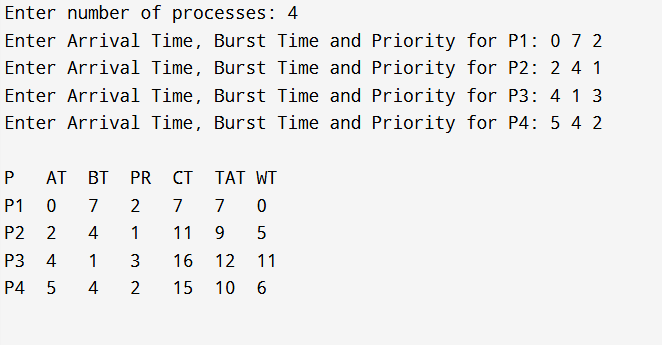 Enter number of processes: 4
Enter Arrival Time, Burst Time and Priority for P1: 0 7 2
Enter Arrival Time, Burst Time and Priority for P2: 2 4 1
Enter Arrival Time, Burst Time and Priority for P3: 4 1 3
Enter Arrival Time, Burst Time and Priority for P4: 5 4 2
P AT BT PR CT TAT WT
P1 0 7 2 7 7 0
P2 2 4 1 11 9 5
P3 4 1 3 16 12 11
P4 5 4 2 15 10 6